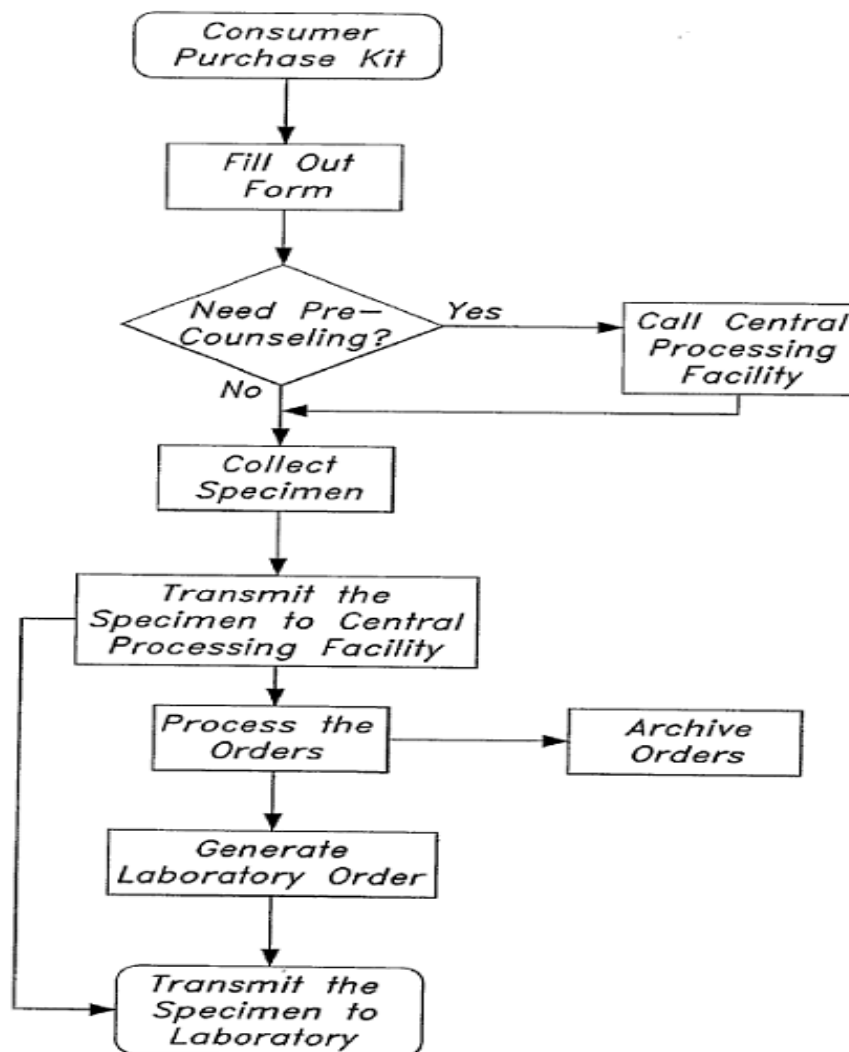 Consumer
Purchase Kit
Fill Out
Form
Need Pre-
Counseling?
Yes
Call Central
Processing
Facility
No
Collect
Specimen
Transmit the
Specimen to Central
Processing Facility
Process the
Orders
Archive
Orders
Generate
Laboratory Order
Transmit the
Specimen to
Laboratory